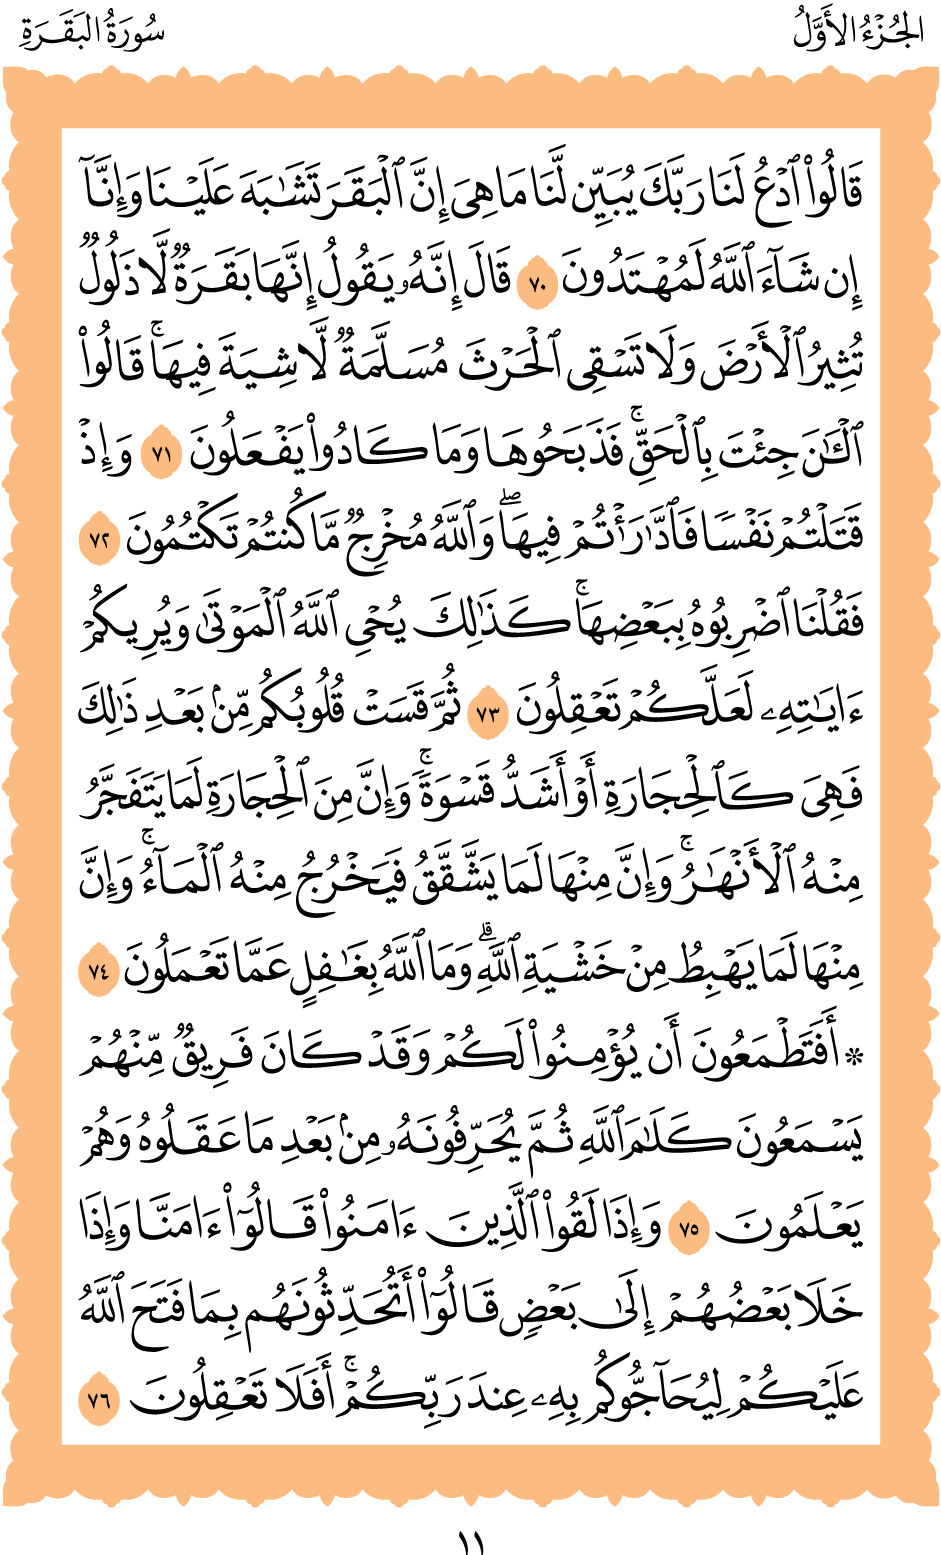 الجُزْءُ الأَوَّلُ
سُورَةُ البَقَرَةِ
قَالُوا۟ ٱدْعُ لَنَا رَبَّكَ يُبَيِّن لَّنَا مَا هِىَ إِنَّ ٱلْبَقَرَ تَشَٰبَهَ عَلَيْنَا وَإِنَّآ
إِن شَآءَ ٱللَّهُ لَمُهْتَدُونَ ٧٠ قَالَ إِنَّهُۥ يَقُولُ إِنَّهَا بَقَرَةٌ لَّا ذَلُولٌ
تُثِيرُ ٱلْأَرْضَ وَلَا تَسْقِى ٱلْحَرْثَ مُسَلَّمَةٌ لَّا شِيَةَ فِيهَاۚ قَالُوا۟
ٱلْـَٰٔنَ جِئْتَ بِٱلْحَقِّۚ فَذَبَحُوهَا وَمَا كَادُوا۟ يَفْعَلُونَ ٧١ وَإِذْ
قَتَلْتُمْ نَفْسًا فَٱدَّٰرَْٰٔتُمْ فِيهَاۖ وَٱللَّهُ مُخْرِجٌ مَّا كُنتُمْ تَكْتُمُونَ ٧٢
فَقُلْنَا ٱضْرِبُوهُ بِبَعْضِهَاۚ كَذَٰلِكَ يُحْىِ ٱللَّهُ ٱلْمَوْتَىٰ وَيُرِيكُمْ
ءَايَٰتِهِۦ لَعَلَّكُمْ تَعْقِلُونَ ٧٣ ثُمَّ قَسَتْ قُلُوبُكُم مِّنۢ بَعْدِ ذَٰلِكَ
فَهِىَ كَٱلْحِجَارَةِ أَوْ أَشَدُّ قَسْوَةًۚ وَإِنَّ مِنَ ٱلْحِجَارَةِ لَمَا يَتَفَجَّرُ
مِنْهُ ٱلْأَنْهَٰرُۚ وَإِنَّ مِنْهَا لَمَا يَشَّقَّقُ فَيَخْرُجُ مِنْهُ ٱلْمَآءُۚ وَإِنَّ
مِنْهَا لَمَا يَهْبِطُ مِنْ خَشْيَةِ ٱللَّهِۗ وَمَا ٱللَّهُ بِغَٰفِلٍ عَمَّا تَعْمَلُونَ ٧٤
* أَفَتَطْمَعُونَ أَن يُؤْمِنُوا۟ لَكُمْ وَقَدْ كَانَ فَرِيقٌ مِّنْهُمْ
يَسْمَعُونَ كَلَٰمَ ٱللَّهِ ثُمَّ يُحَرِّفُونَهُۥ مِنۢ بَعْدِ مَا عَقَلُوهُ وَهُمْ
يَعْلَمُونَ ٧٥ وَإِذَا لَقُوا۟ ٱلَّذِينَ ءَامَنُوا۟ قَالُوٓا۟ ءَامَنَّا وَإِذَا
خَلَا بَعْضُهُمْ إِلَىٰ بَعْضٍ قَالُوٓا۟ أَتُحَدِّثُونَهُم بِمَا فَتَحَ ٱللَّهُ
عَلَيْكُمْ لِيُحَآجُّوكُم بِهِۦ عِندَ رَبِّكُمْۚ أَفَلَا تَعْقِلُونَ ٧٦
١١